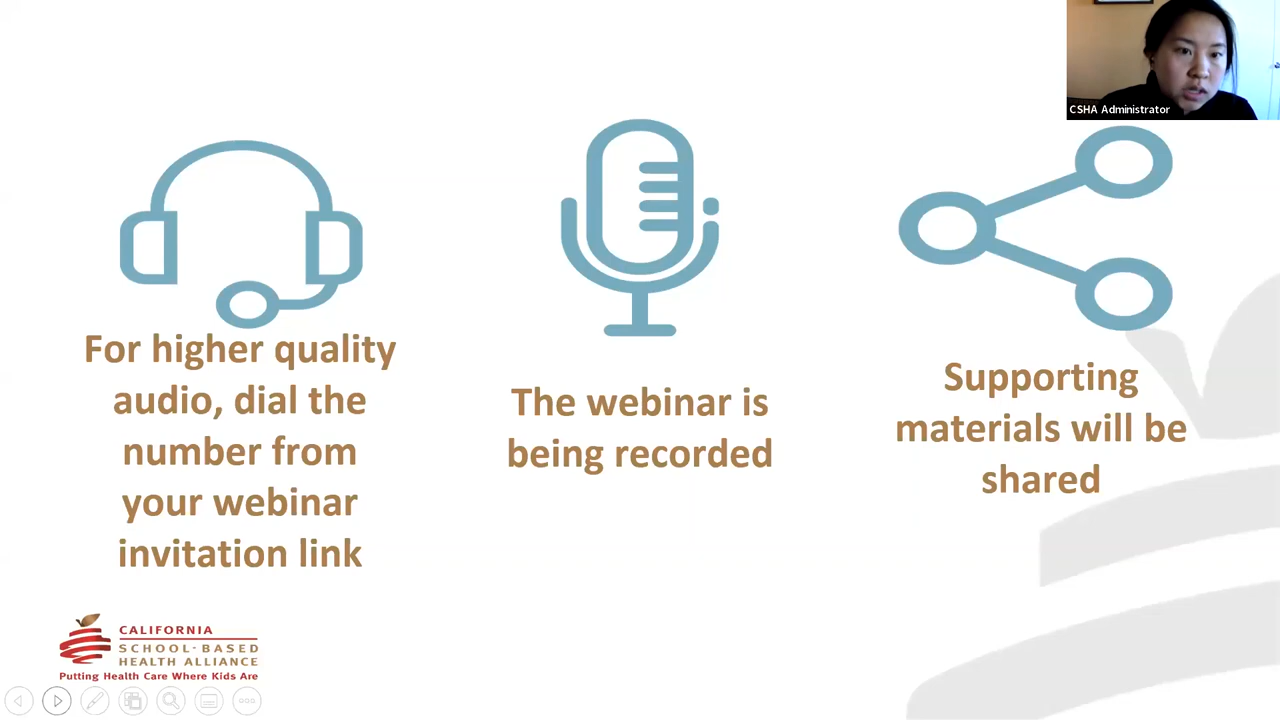 CSHA Administrator
For higher quality
audio, dial the
number from
your webinar
invitation link
The webinar is
being recorded
Supporting
materials will be
shared
CALIFORNIA
SCHOOL-BASED
HEALTH ALLIANCE
Putting Health Care Where Kids Are